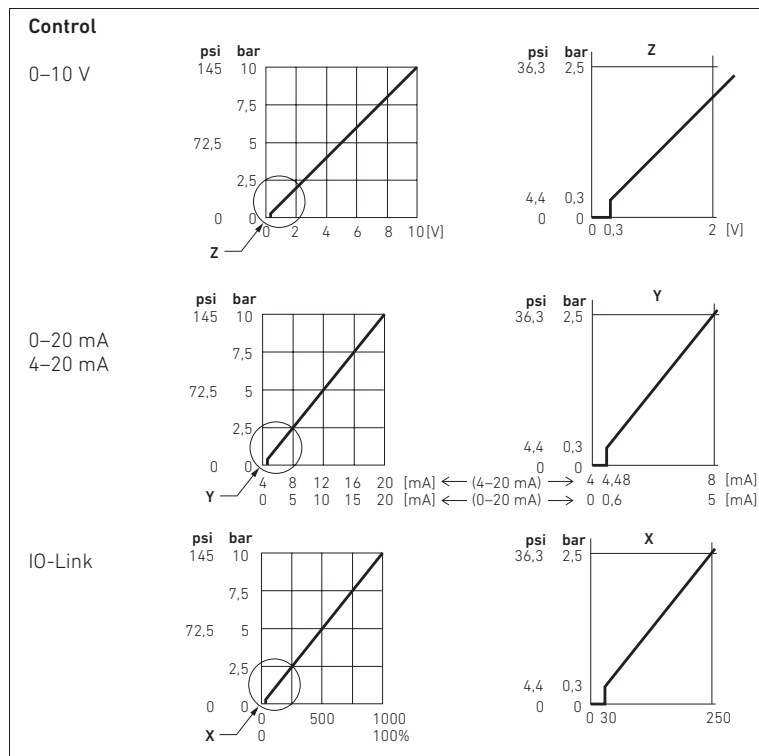 Control
0–10 V
psi bar
145 10
7,5
72,5 5
2,5
0 0
0 2 4 6 8 10 [V]
Z
psi bar Z
36,3 2,5
4,4 0,3
0 0
0 0,3 2 [V]
0–20 mA
4–20 mA
psi bar
145 10
7,5
72,5 5
2,5
0 0
Y
4 8 12 16 20 [mA] (4–20 mA)
0 5 10 15 20 [mA] (0–20 mA)
psi bar Y
36,3 2,5
4,4 0,3
0 0
4 4,48 8 [mA]
0 0,6 5 [mA]
IO-Link
psi bar
145 10
7,5
72,5 5
2,5
0 0
0 500 1000
X 0 100%
psi bar X
36,3 2,5
4,4 0,3
0 0
0 30 250